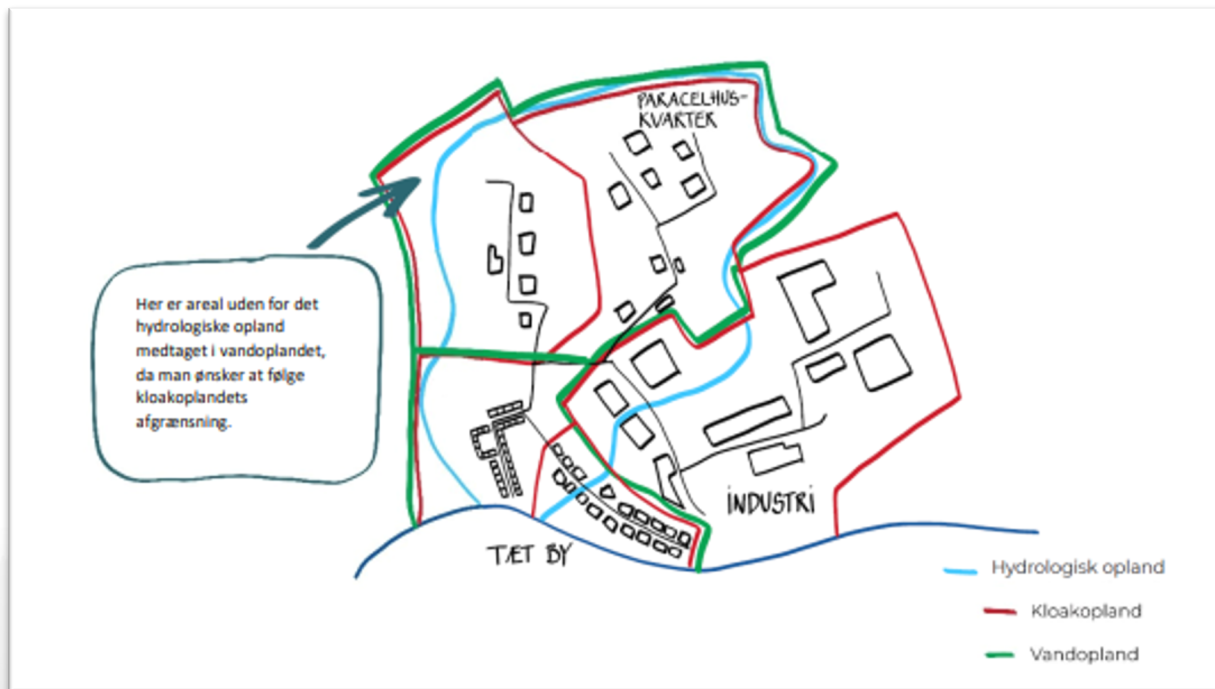 PARACELHUS-
KVARTER
Her er areal uden for det
hydrologiske opland
medtaget i vandoplandet,
da man ønsker at følge
kloakoplandets
afgrænsning.
INDUSTRI
TÆT BY
Hydrologisk opland
Kloakopland
Vandopland